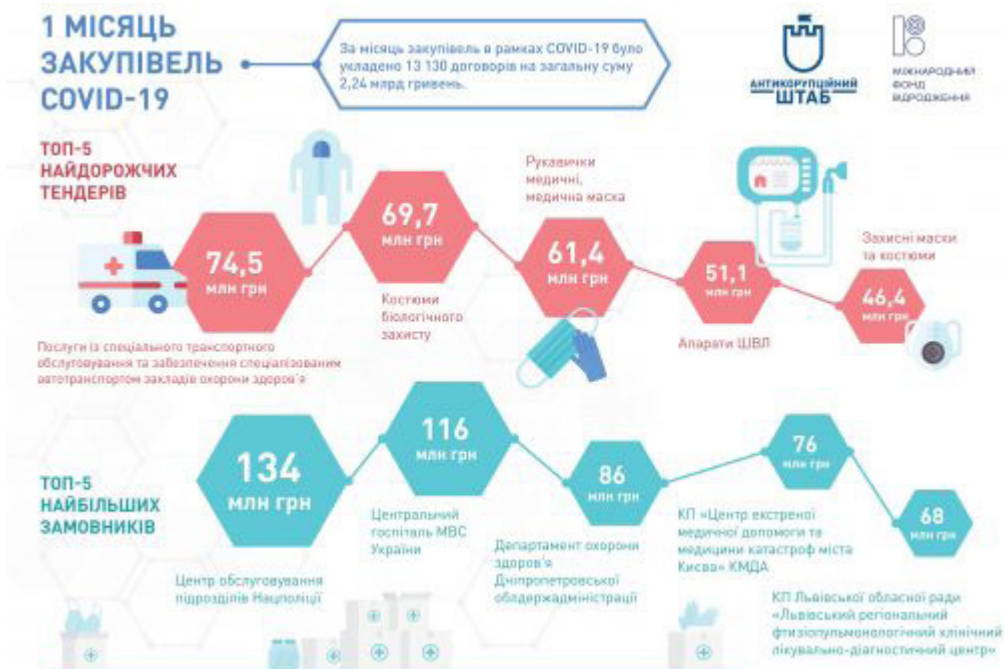 1 МІСЯЦЬ
ЗАКУПІВЕЛЬ
COVID-19
За місяць закупівель в рамках COVID-19 було
укладено 13 130 договорів на загальну суму
2,24 млрд гривень.
АНТИКОРУПЦІЙНИЙ
ШТАБ
МІЖНАРОДНИЙ
ФОНД
ВІДРОДЖЕННЯ
ТОП-5
НАЙДОРОЖЧИХ
ТЕНДЕРІВ
74,5
млн грн
Послуги із спеціального транспортного
обслуговування та забезпечення спеціалізованим
автотранспортом закладів охорони здоров'я
69,7
млн грн
Костюми
біологічного
захисту
Рукавички
медичні,
медична маска
61,4
млн грн
51,1
млн грн
Апарати ШВЛ
Захисні маски
та костюми
46,4
млн грн
ТОП-5
НАЙБІЛЬШИХ
ЗАМОВНИКІВ
134
млн грн
Центр обслуговування
підрозділів Нацполіції
116
млн грн
Центральний
госпіталь МВС
України
86
млн грн
Департамент охорони
здоров'я
Дніпропетровської
облдержадміністрації
76
млн грн
КП «Центр екстреної
медичної допомоги та
медицини катастроф міста
Києва» КМДА
68
млн грн
КП Львівської обласної ради
«Львівський регіональний
фтизіопульмонологічний клінічний
лікувально-діагностичний центр»